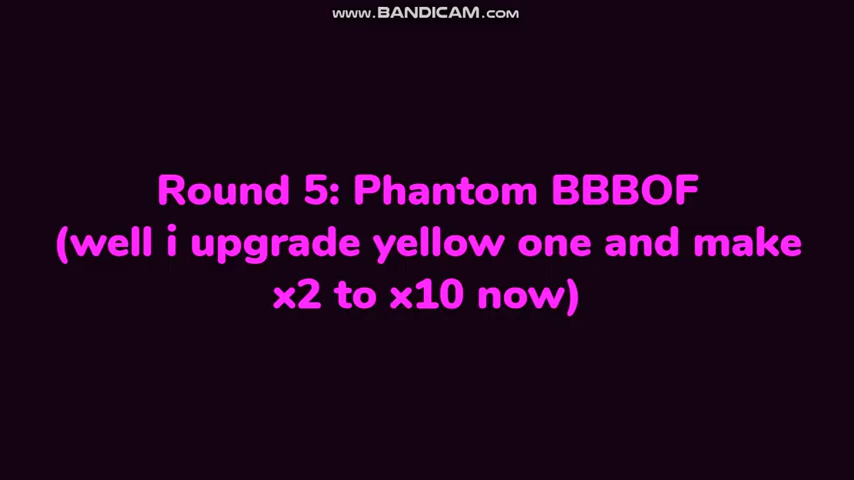 www.BANDICAM.com
Round 5: Phantom BBBOF
(well i upgrade yellow one and make
x2 to x10 now)